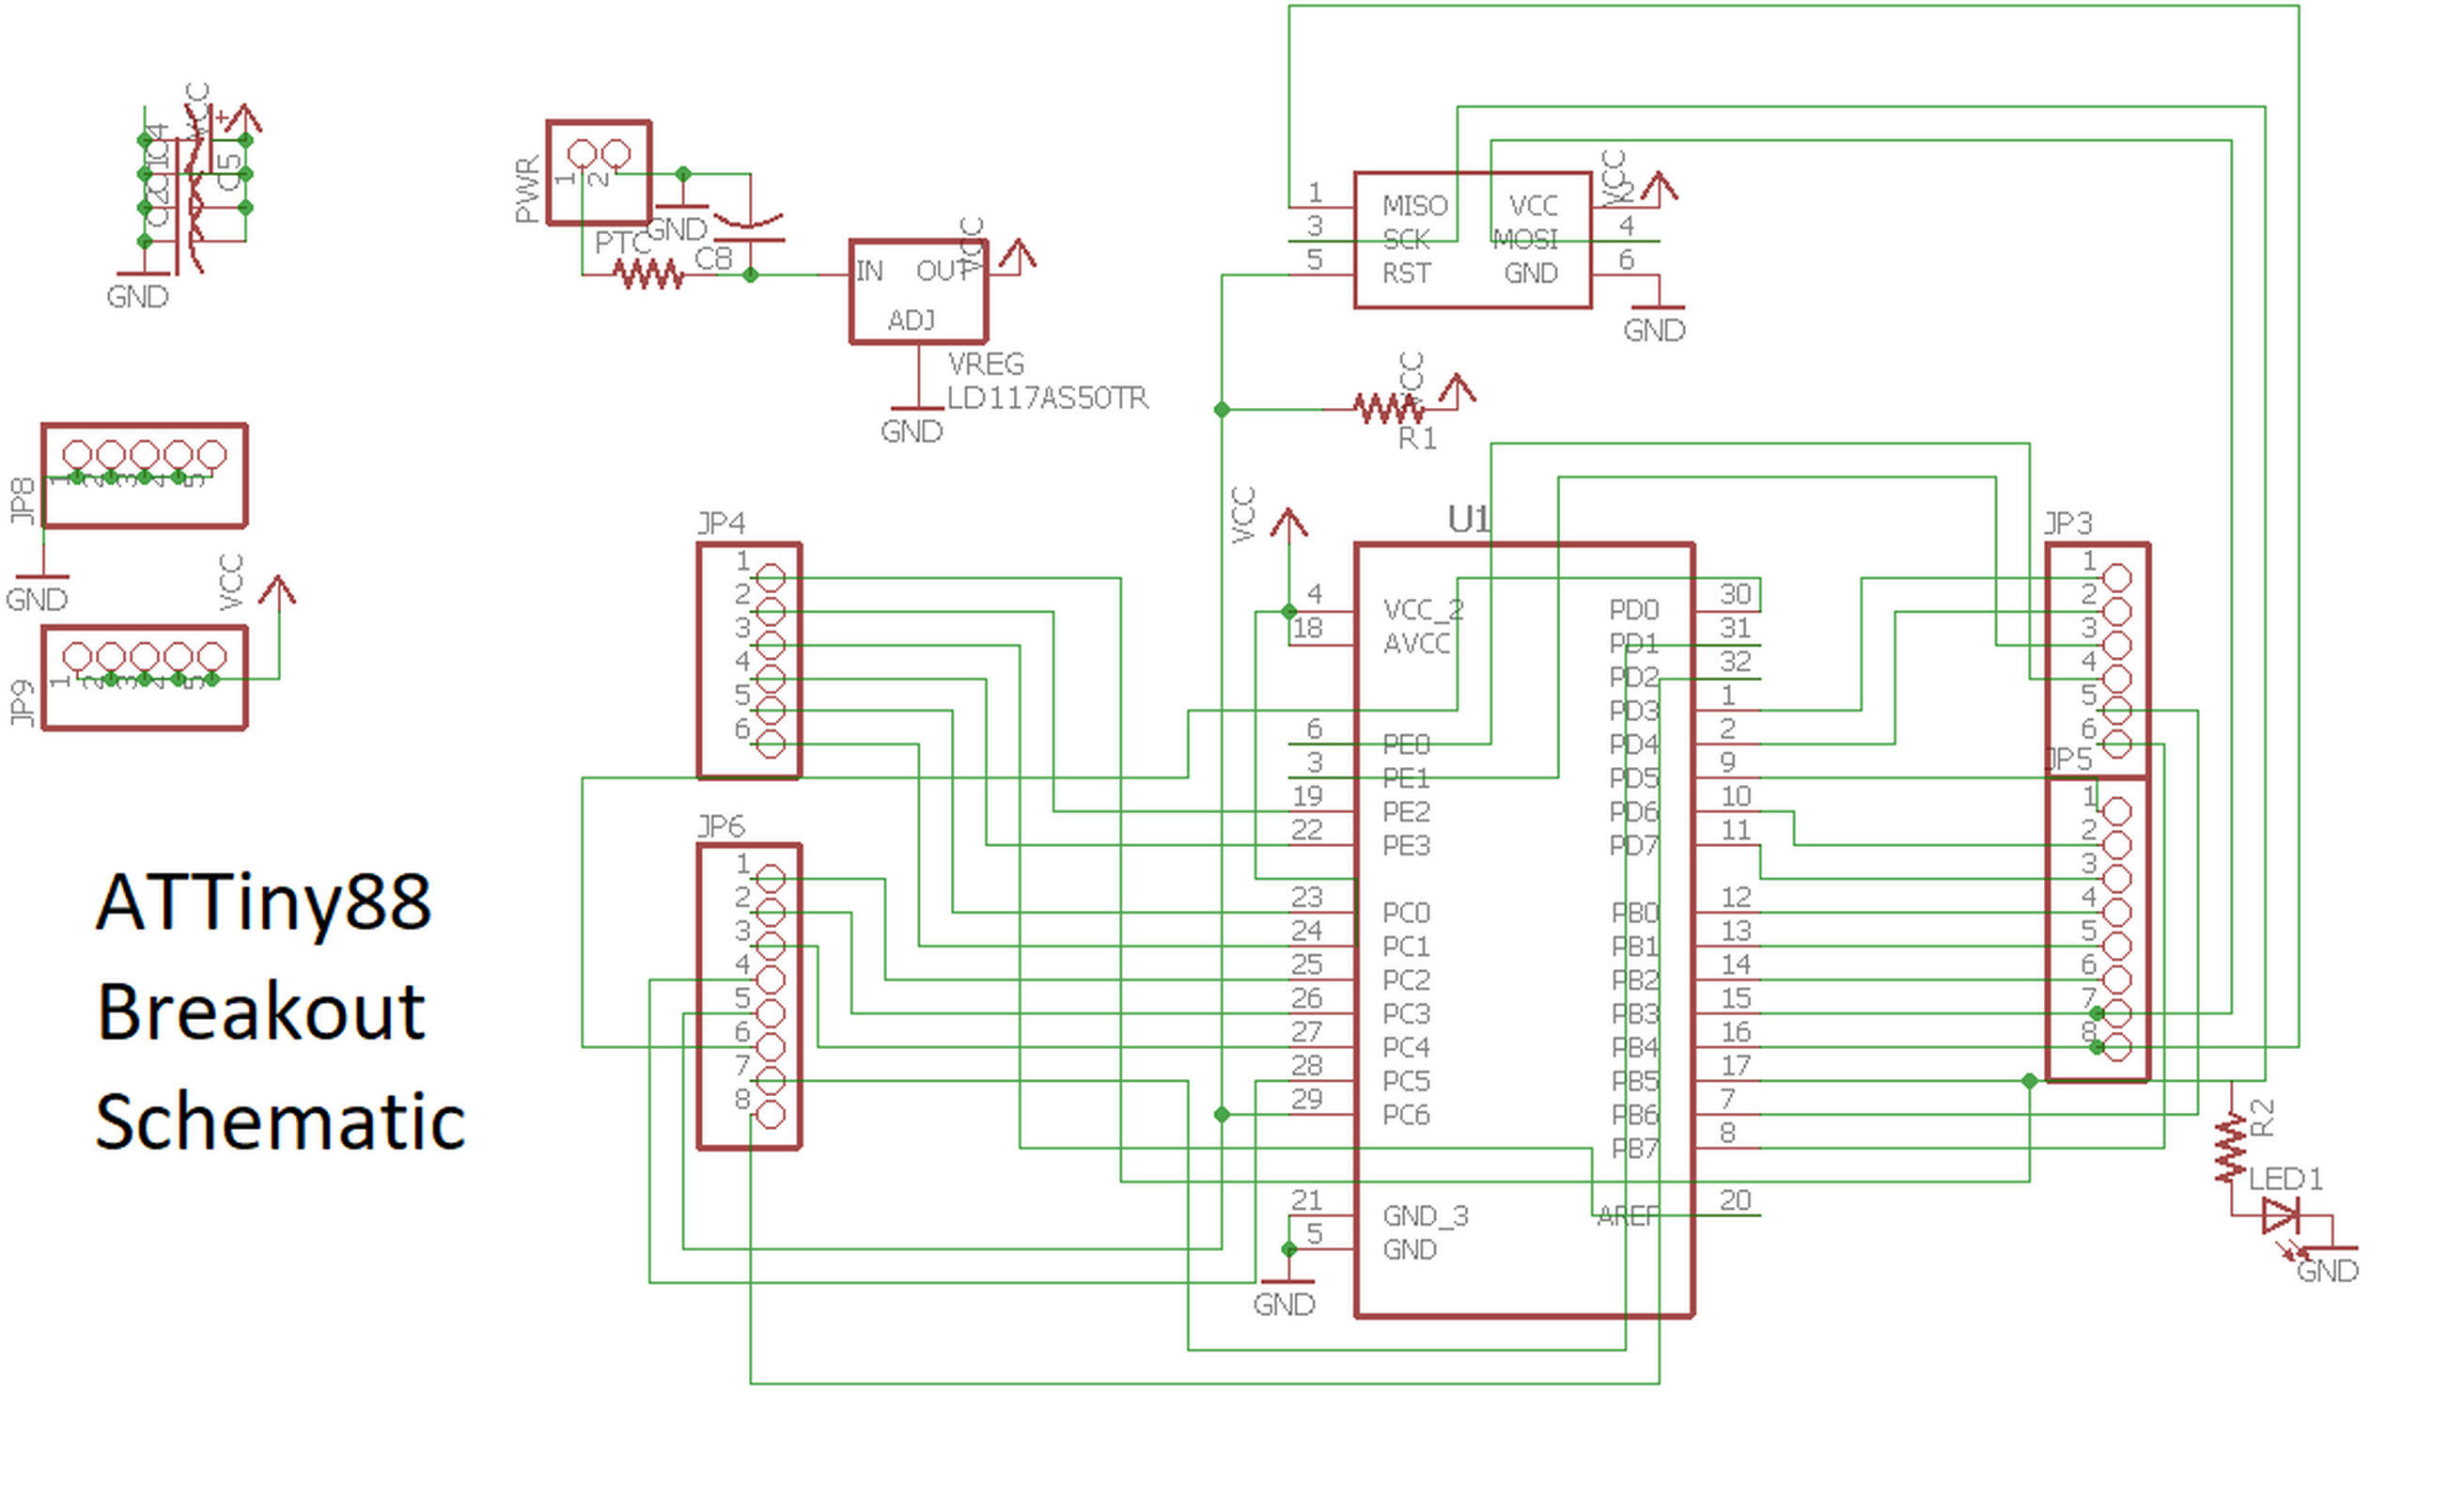 VCC
+
C4
C5
GND
PWR
1
2
GND
PTC
C8
IN
OUT
VCC
ADJ
VREG
LD117AS50TR
GND
1
3
5
MISO
SCK
RST
VCC
MOSI
GND
VCC
2
4
6
GND
VCC
R1
JP8
1
2
3
4
5
GND
VCC
JP9
1
2
3
4
5
ATTiny88
Breakout
Schematic
JP4
1
2
3
4
5
6
JP6
1
2
3
4
5
6
7
8
VCC
U1
4 VCC_2
18 AVCC
6 PE0
3 PE1
19 PE2
22 PE3
23 PC0
24 PC1
25 PC2
26 PC3
27 PC4
28 PC5
29 PC6
21 GND_3
5 GND
GND
PD0 30
PD1 31
PD2 32
PD3 1
PD4 2
PD5 9
PD6 10
PD7 11
PB0 12
PB1 13
PB2 14
PB3 15
PB4 16
PB5 17
PB6 7
PB7 8
AREF 20
JP3
1
2
3
4
5
6
JP5
1
2
3
4
5
6
7
8
R2
LED1
GND